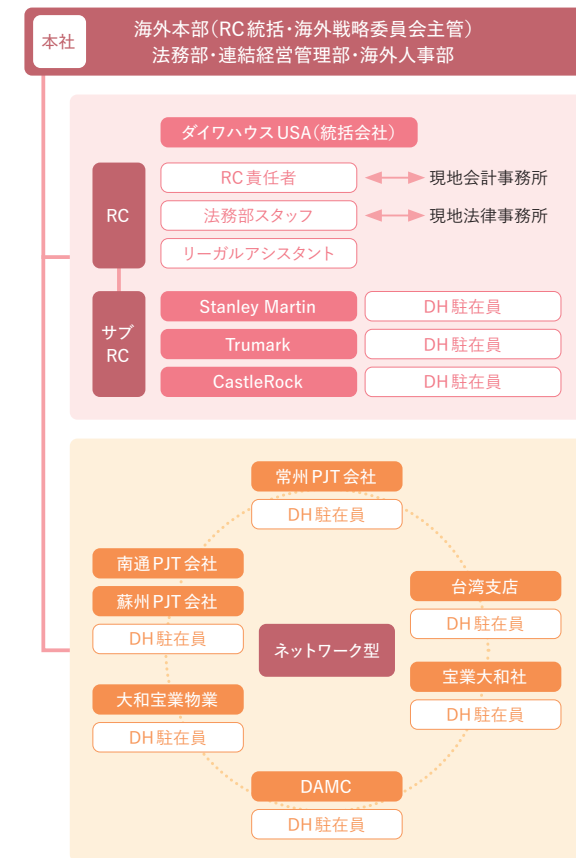 本社
海外本部(RC統括・海外戦略委員会主管)
法務部・連結経営管理部・海外人事部
ダイワハウスUSA(統括会社)
RC
RC責任者
現地会計事務所
法務部スタッフ
現地法律事務所
リーガルアシスタント
サブ
RC
Stanley Martin
DH駐在員
Trumark
DH駐在員
CastleRock
DH駐在員
常州PJT会社
DH駐在員
南通PJT会社
蘇州PJT会社
DH駐在員
台湾支店
DH駐在員
ネットワーク型
宝業大和社
DH駐在員
大和宝業物業
DH駐在員
DAMC
DH駐在員